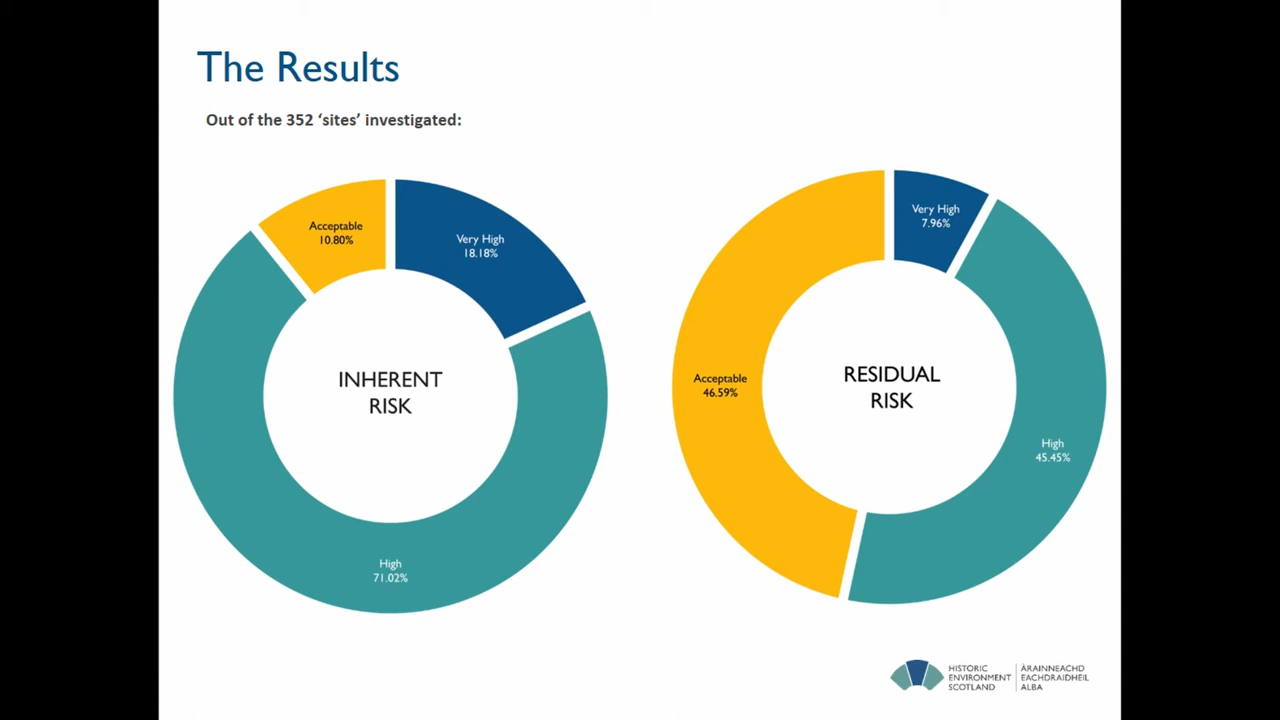 The Results
Out of the 352 ‘sites’ investigated:
Acceptable
10.80%
Very High
18.18%
INHERENT
RISK
High
71.02%
Very High
7.96%
Acceptable
46.59%
RESIDUAL
RISK
High
45.45%
HISTORIC
ENVIRONMENT
SCOTLAND
ÀRAINNEACHD
EACHDRAIDHEIL
ALBA